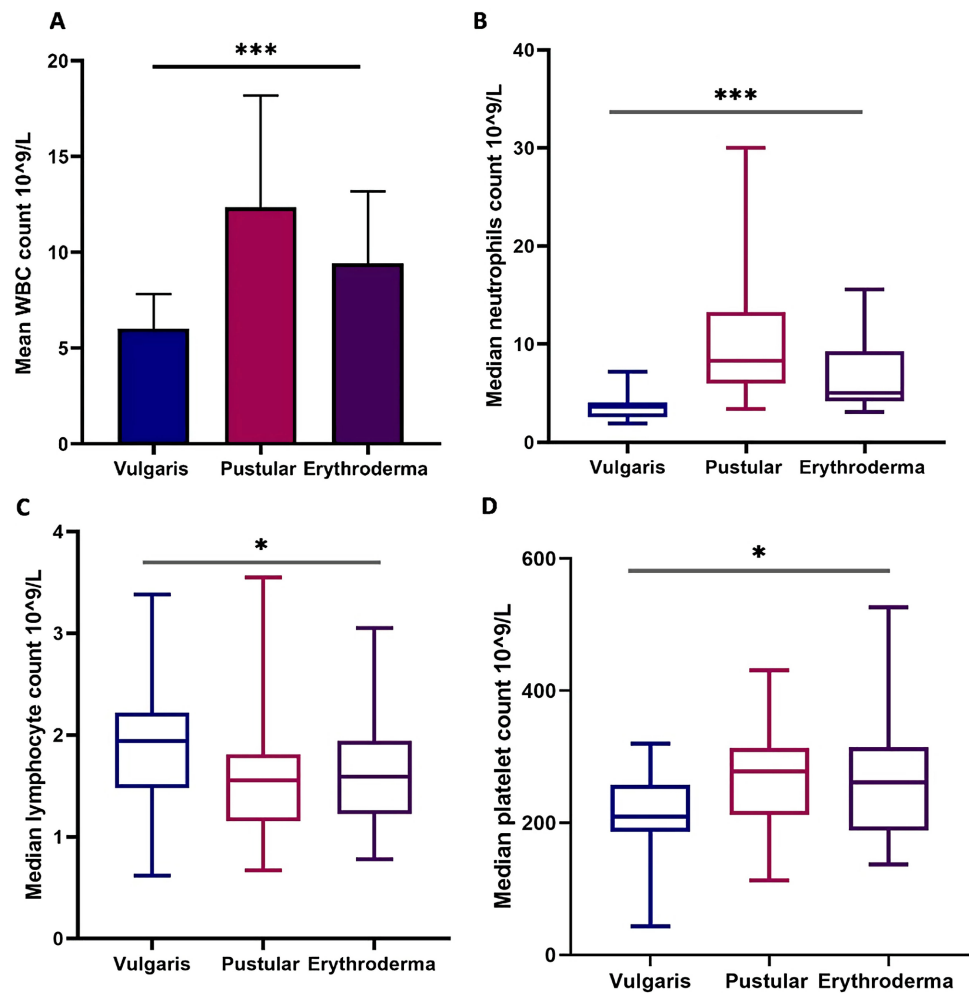 A
Mean WBC count 10^9/L
20
15
10
5
0
***
Vulgaris Pustular Erythroderma
B
Median neutrophils count 10^9/L
40
30
20
10
0
***
Vulgaris Pustular Erythroderma
C
Median lymphocyte count 10^9/L
4
3
2
1
0
*
Vulgaris Pustular Erythroderma
D
Median platelet count 10^9/L
600
400
200
0
*
Vulgaris Pustular Erythroderma